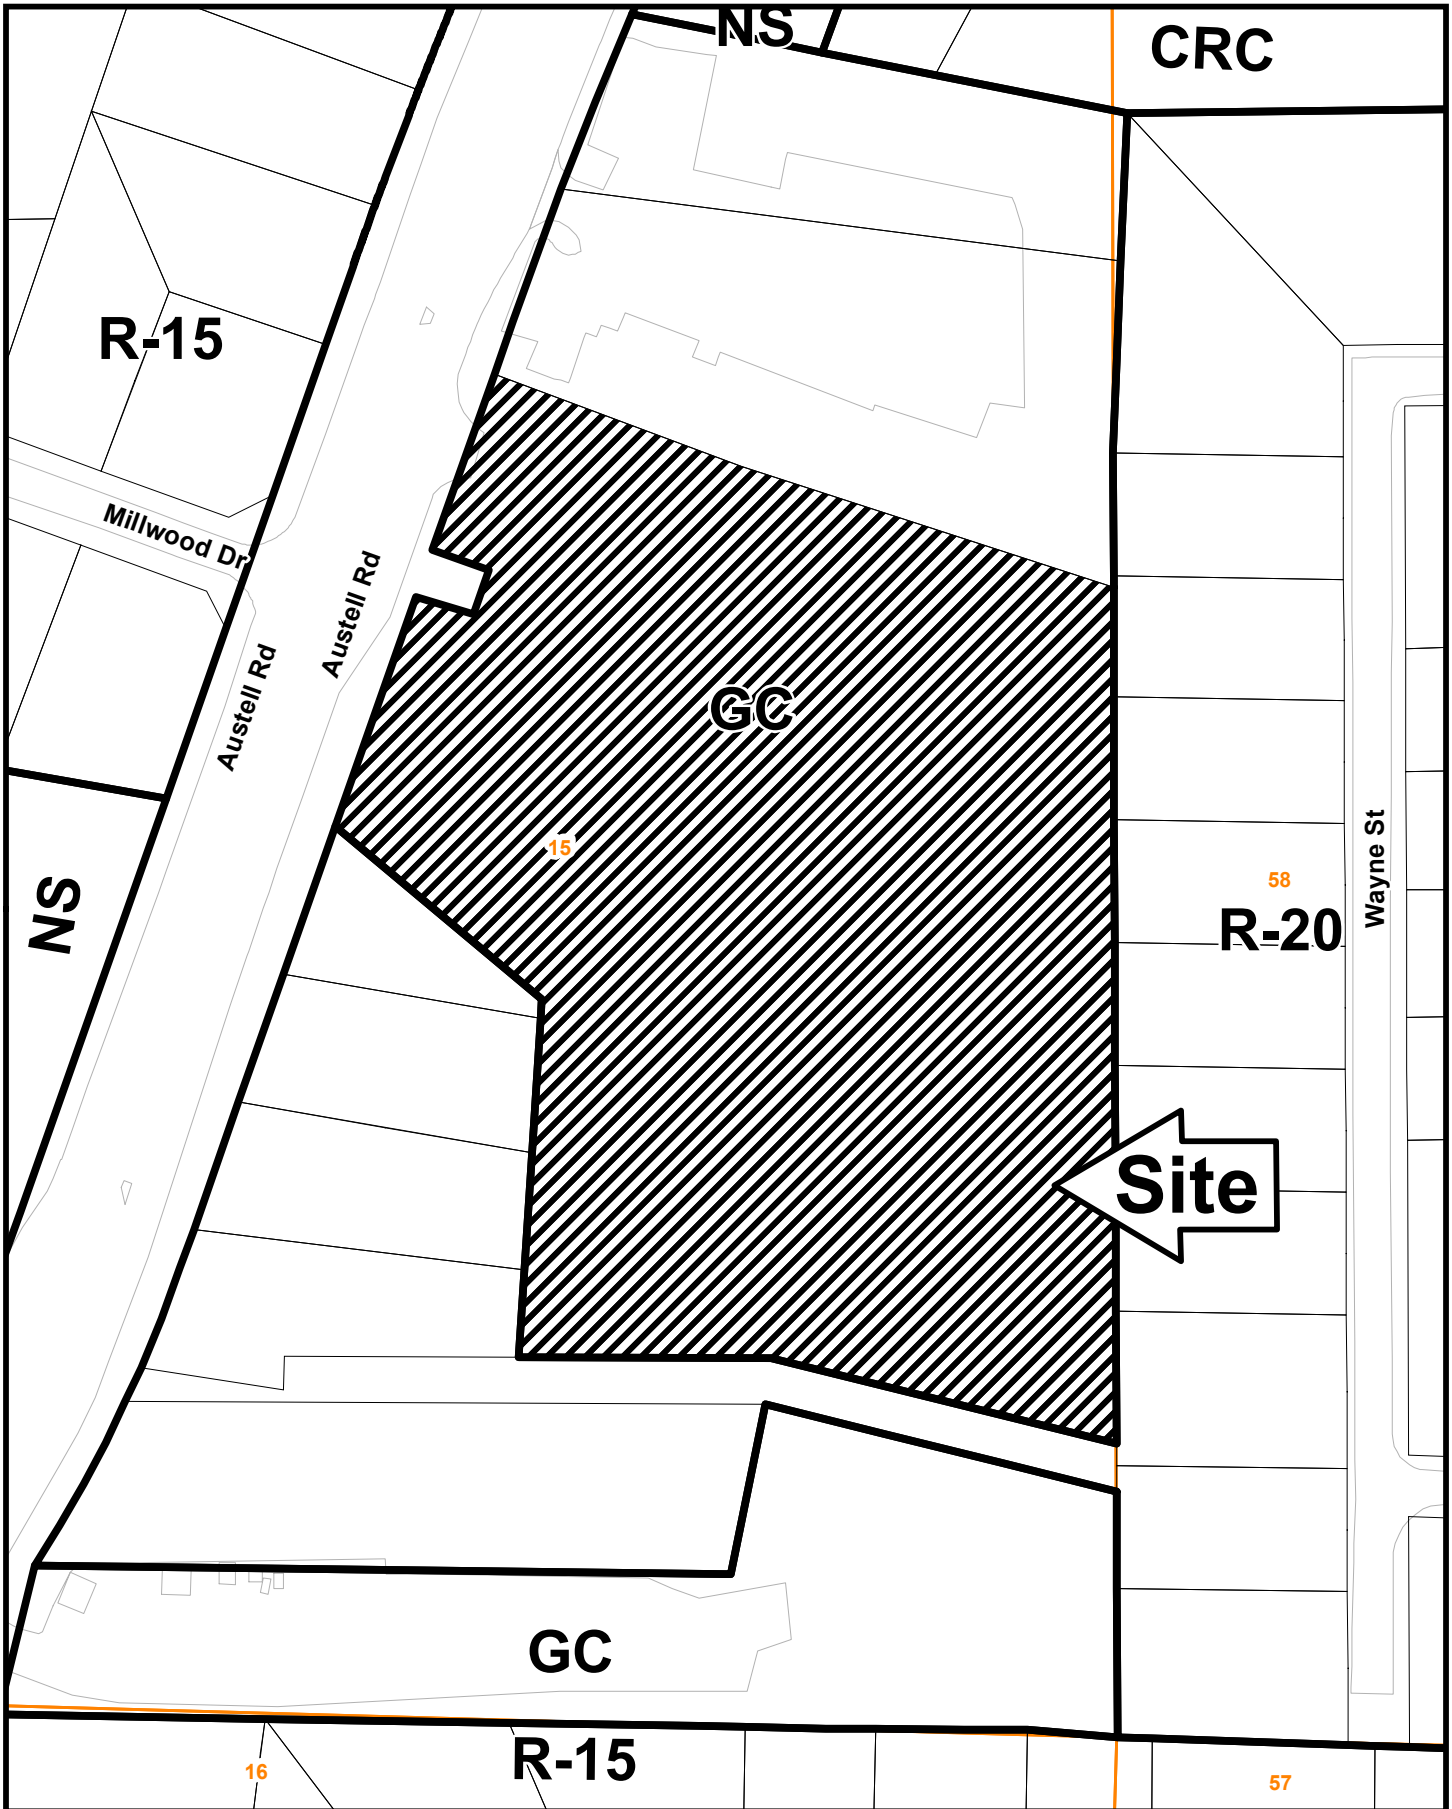 NS
CRC
R-15
Millwood Dr
Austell Rd
Austell Rd
GC
15
58
R-20
Wayne St
NS
Site
GC
R-15
16
57